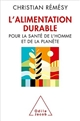 CHRISTIAN RÉMÉSY
L'ALIMENTATION
DURABLE
POUR LA SANTÉ DE L'HOMME
ET DE LA PLANÈTE
Odile
Jacob